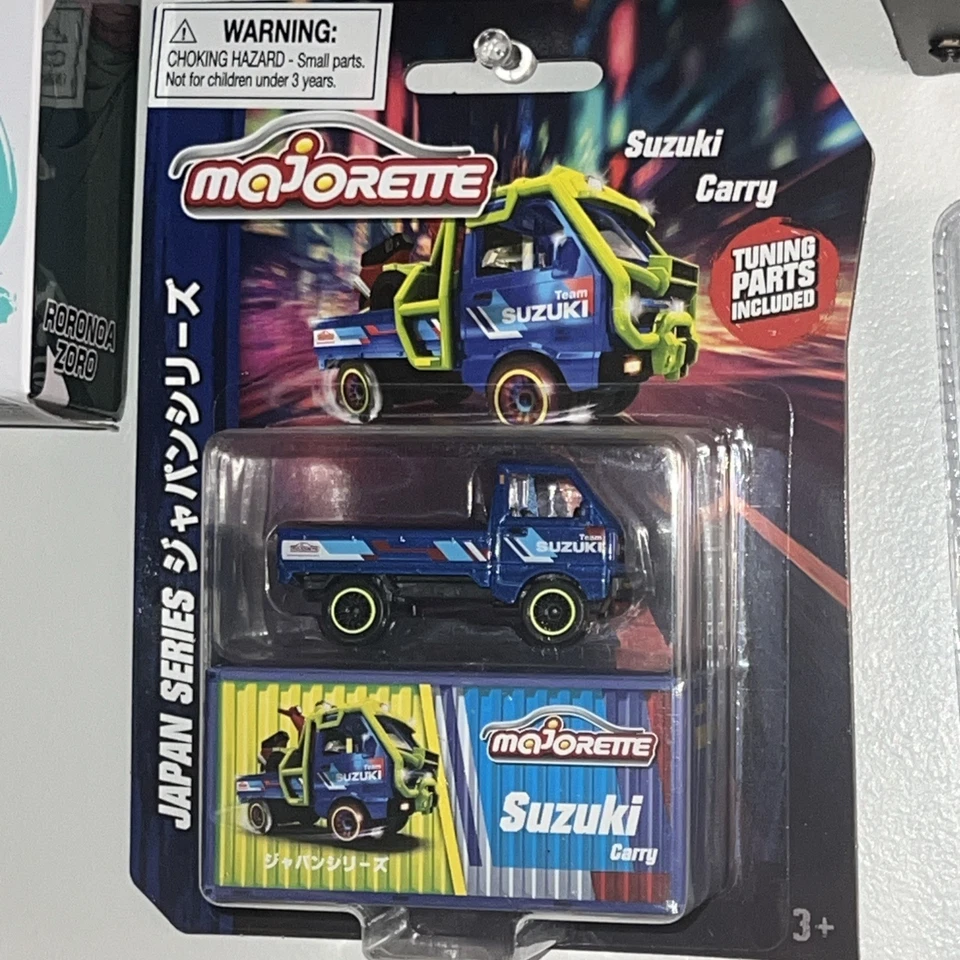 WARNING:
CHOKING HAZARD - Small parts.
Not for children under 3 years.
MAJORETTE
Suzuki
Carry
TUNING
PARTS
INCLUDED
Team
SUZUKI
RORONOA
ZORO
JAPAN SERIES ジャパンシリーズ
Team
SUZUKI
Team
SUZUKI
ジャパンシリーズ
MAJORETTE
Suzuki
Carry
3+